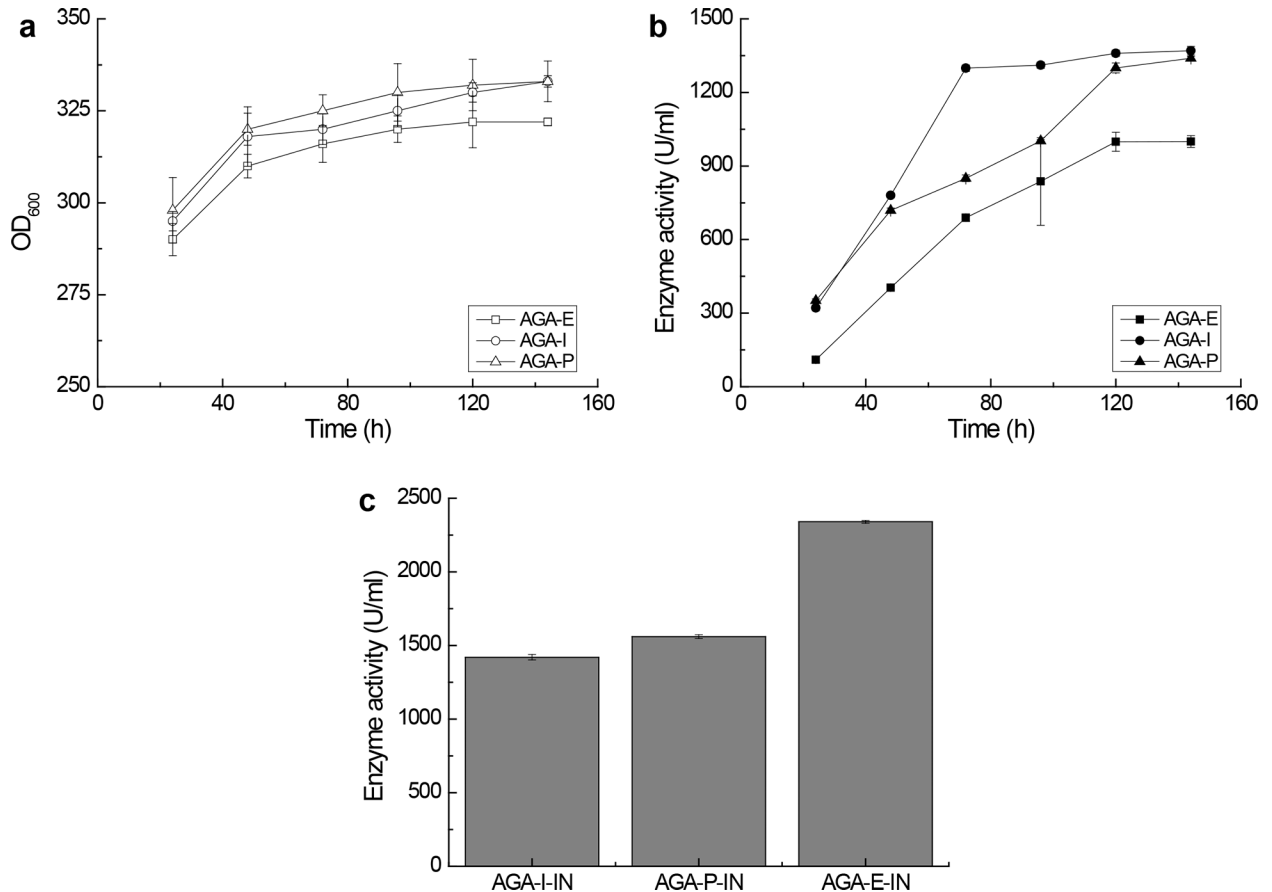 a
350
325
300
275
250
OD600
0
40
80
120
160
Time (h)
AGA-E
AGA-I
AGA-P
b
1500
1200
900
600
300
0
Enzyme activity (U/ml)
0
40
80
120
160
Time (h)
AGA-E
AGA-I
AGA-P
c
2500
2000
1500
1000
500
0
Enzyme activity (U/ml)
AGA-I-IN
AGA-P-IN
AGA-E-IN